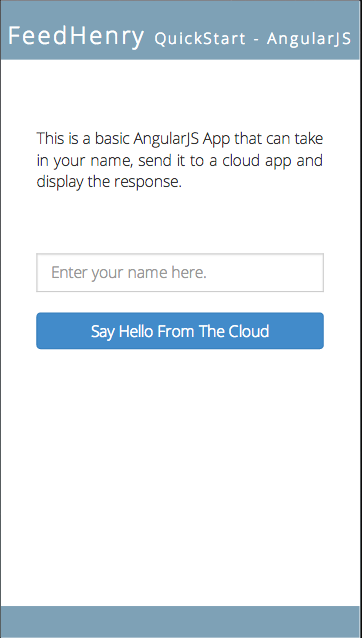 FeedHenry QuickStart - AngularJS
This is a basic AngularJS App that can take
in your name, send it to a cloud app and
display the response.
Enter your name here.
Say Hello From The Cloud